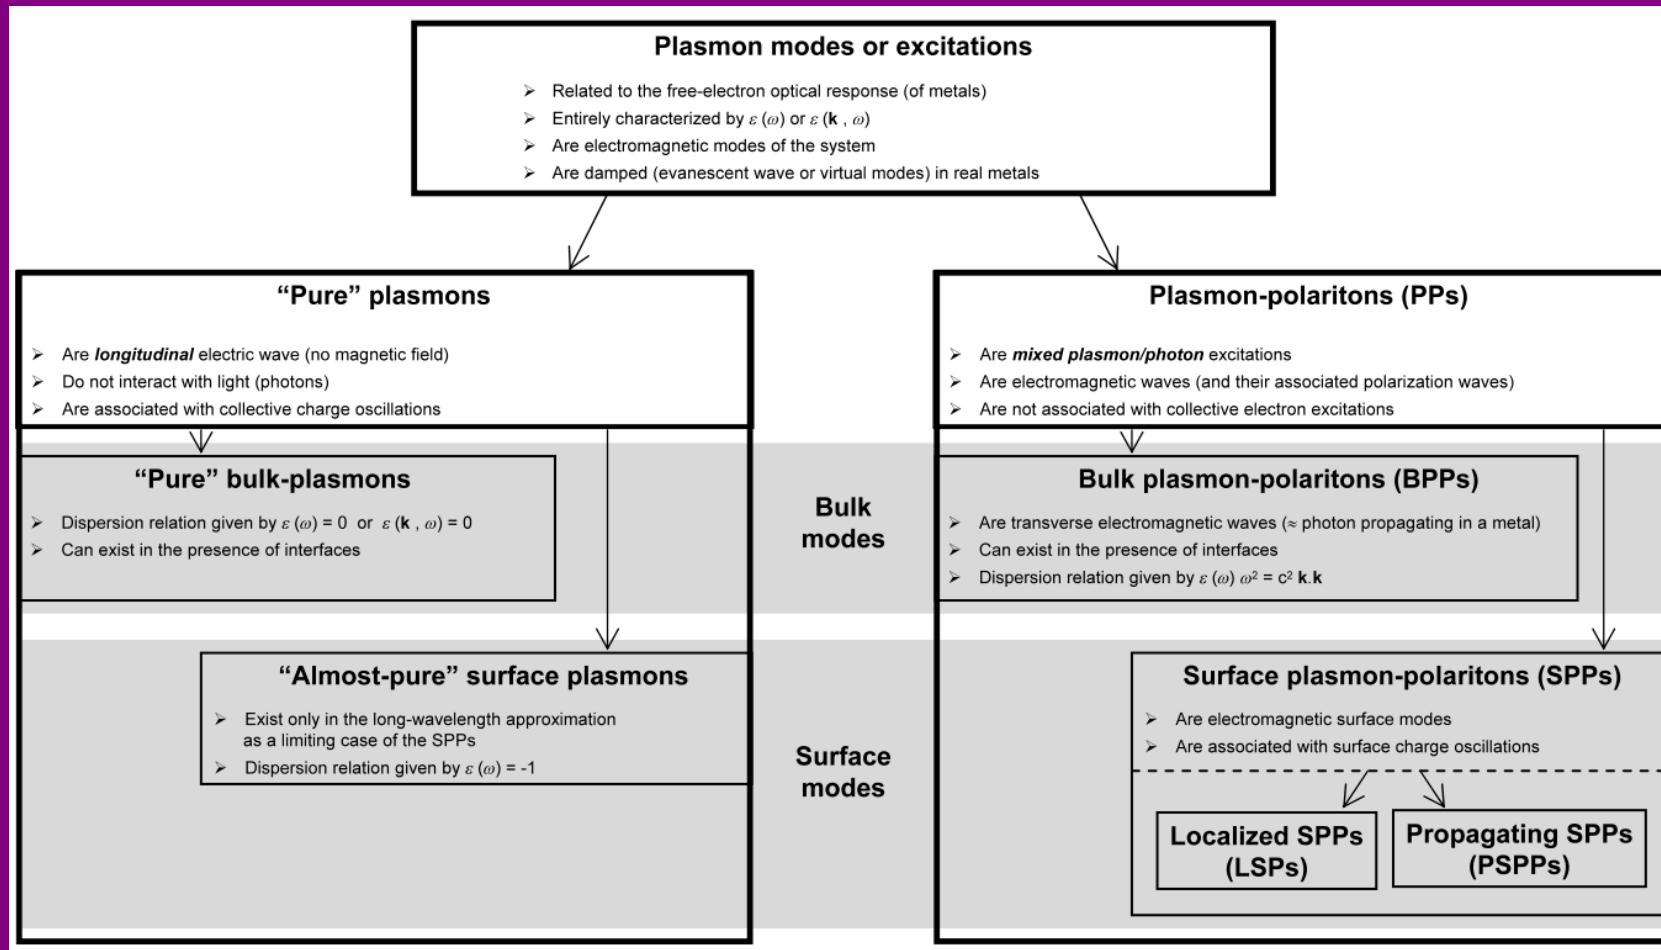 Plasmon modes or excitations
➢ Related to the free-electron optical response (of metals)
➢ Entirely characterized by ε (ω) or ε (k , ω)
➢ Are electromagnetic modes of the system
➢ Are damped (evanescent wave or virtual modes) in real metals
“Pure” plasmons
➢ Are longitudinal electric wave (no magnetic field)
➢ Do not interact with light (photons)
➢ Are associated with collective charge oscillations
Plasmon-polaritons (PPs)
➢ Are mixed plasmon/photon excitations
➢ Are electromagnetic waves (and their associated polarization waves)
➢ Are not associated with collective electron excitations
“Pure” bulk-plasmons
➢ Dispersion relation given by ε (ω) = 0 or ε (k , ω) = 0
➢ Can exist in the presence of interfaces
Bulk
modes
Bulk plasmon-polaritons (BPPs)
➢ Are transverse electromagnetic waves (≈ photon propagating in a metal)
➢ Can exist in the presence of interfaces
➢ Dispersion relation given by ε (ω) ω² = c² k.k
“Almost-pure” surface plasmons
➢ Exist only in the long-wavelength approximation
as a limiting case of the SPPs
➢ Dispersion relation given by ε (ω) = -1
Surface
modes
Surface plasmon-polaritons (SPPs)
➢ Are electromagnetic surface modes
➢ Are associated with surface charge oscillations
Localized SPPs
(LSPs)
Propagating SPPs
(PSPPs)